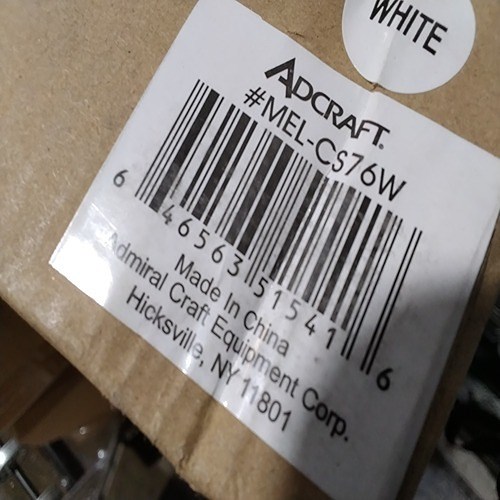 WHITE
ADCRAFT®
#MEL-CS76W
6 46563 51541 6
Made In China
Admiral Craft Equipment Corp.
Hicksville, NY 11801